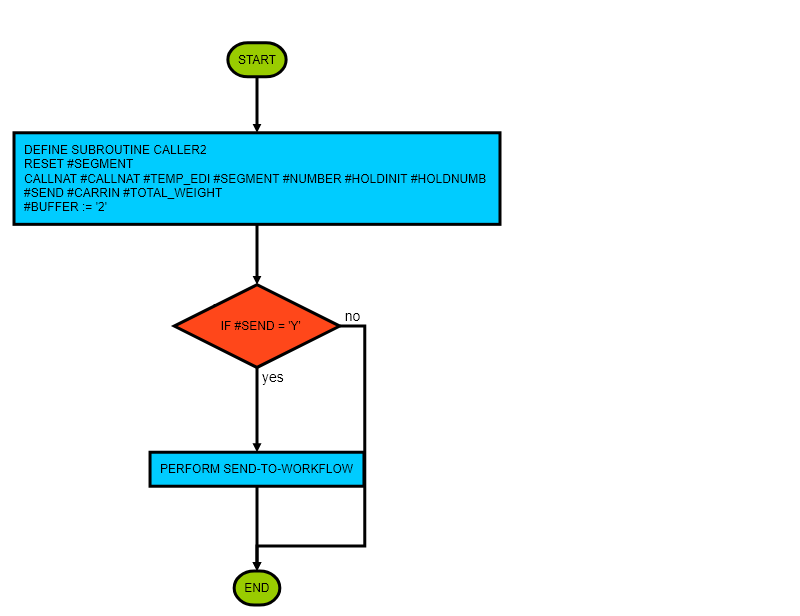 START
DEFINE SUBROUTINE CALLER2
RESET #SEGMENT
CALLNAT #CALLNAT #TEMP_EDI #SEGMENT #NUMBER #HOLDINIT #HOLDNUMB
#SEND #CARRIN #TOTAL_WEIGHT
#BUFFER := '2'
IF #SEND = 'Y'
no
yes
PERFORM SEND-TO-WORKFLOW
END